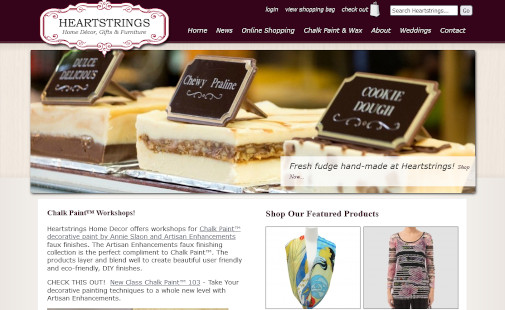 login view shopping bag check out
Search Heartstrings... Go
HEARTSTRINGS
Home Décor, Gifts & Furniture
Home News Online Shopping Chalk Paint & Wax About Weddings Contact
DULCE
DELICIOUS
Chewy Praline
COOKIE
DOUGH
Fresh fudge hand-made at Heartstrings! Shop
Now...
Chalk Paint™ Workshops!
Heartstrings Home Decor offers workshops for Chalk Paint™
decorative paint by Annie Slaon and Artisan Enhancements
faux finishes. The Artisan Enhancements faux finishing
collection is the perfect compliment to Chalk Paint™. The
products layer and blend well to create beautiful user friendly
and eco-friendly, DIY finishes.
CHECK THIS OUT! New Class Chalk Paint™ 103 - Take Your
decorative painting techniques to a whole new level with
Artisan Enhancements.
Shop Our Featured Products